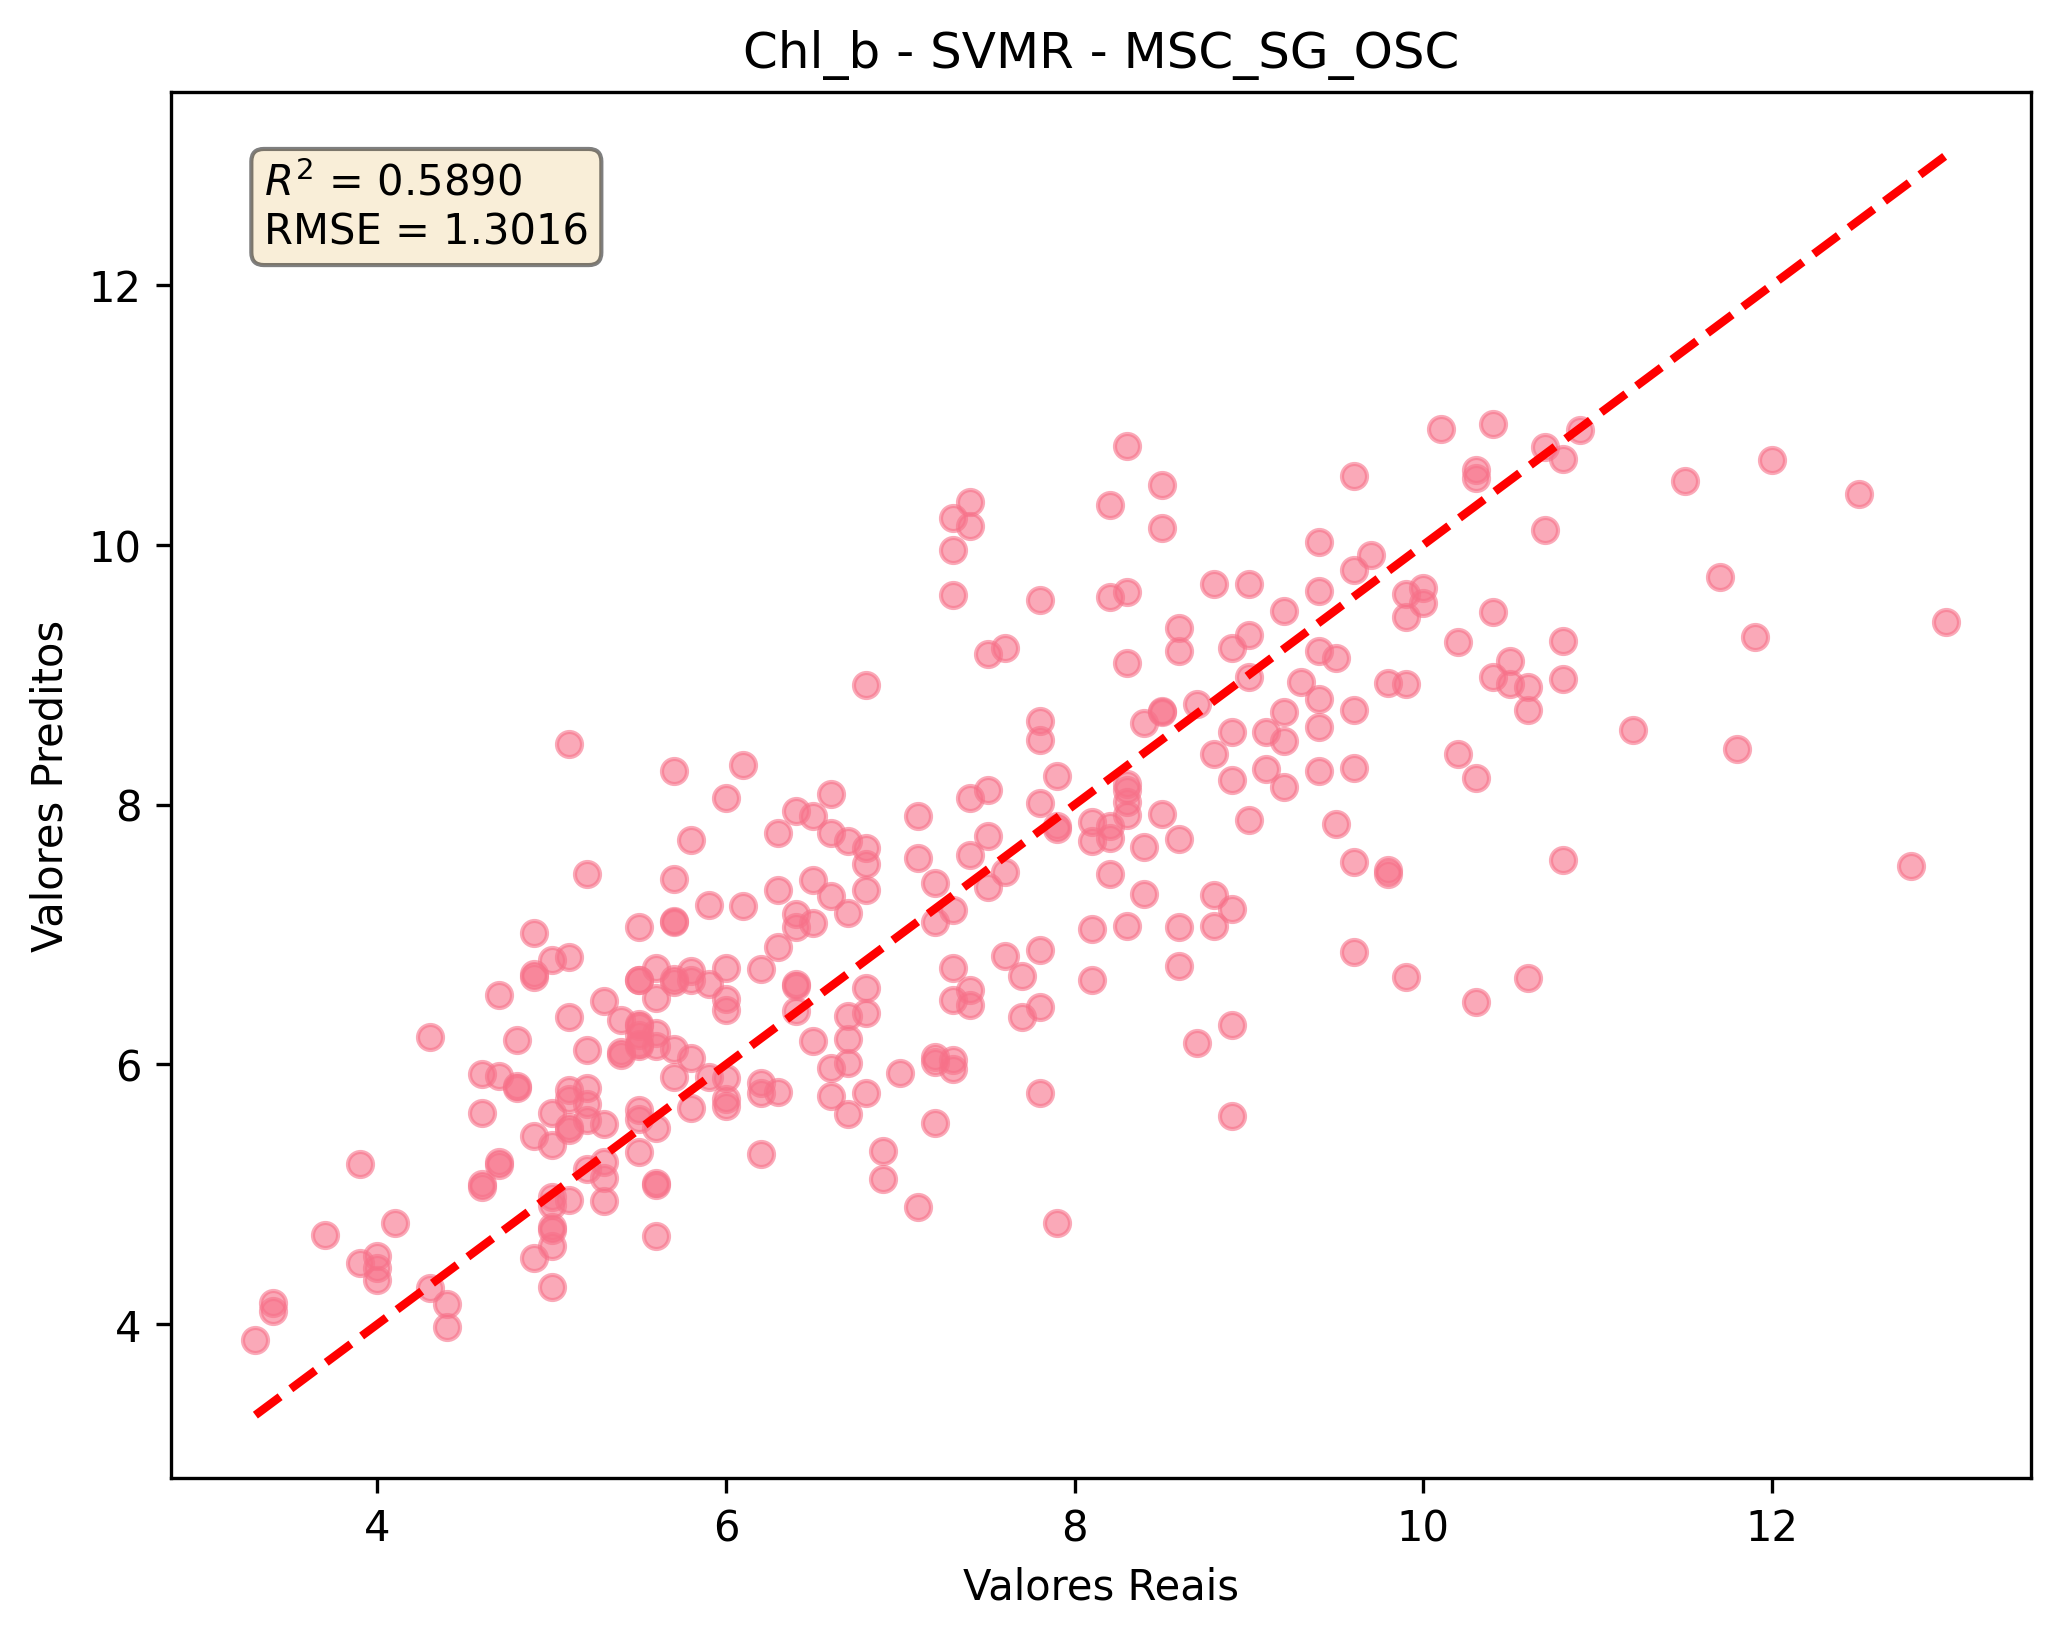 Chl_b - SVMR - MSC_SG_OSC
R² = 0.5890
RMSE = 1.3016
12
10
8
6
4
Valores Preditos
4 6 8 10 12
Valores Reais